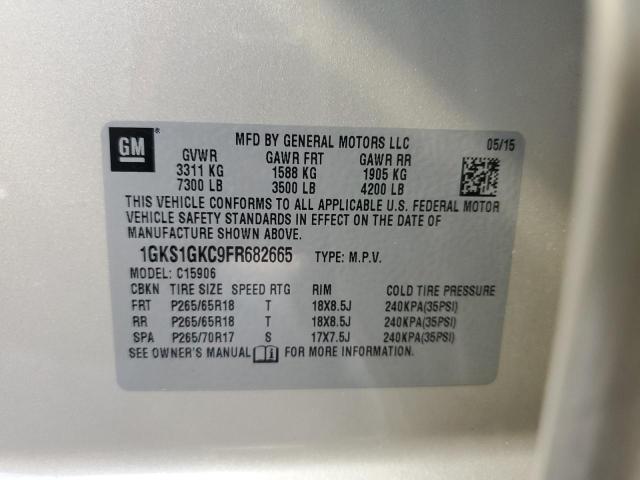 GM ®
MFD BY GENERAL MOTORS LLC 05/15
GVWR GAWR FRT GAWR RR
3311 KG 1588 KG 1905 KG
7300 LB 3500 LB 4200 LB
THIS VEHICLE CONFORMS TO ALL APPLICABLE U.S. FEDERAL MOTOR
VEHICLE SAFETY STANDARDS IN EFFECT ON THE DATE OF
MANUFACTURE SHOWN ABOVE.
1GKS1GKC9FR682665 TYPE: M.P.V.
MODEL: C15906
CBKN TIRE SIZE SPEED RTG RIM COLD TIRE PRESSURE
FRT P265/65R18 T 18X8.5J 240KPA(35PSI)
RR P265/65R18 T 18X8.5J 240KPA(35PSI)
SPA P265/70R17 S 17X7.5J 240KPA(35PSI)
SEE OWNER'S MANUAL FOR MORE INFORMATION.